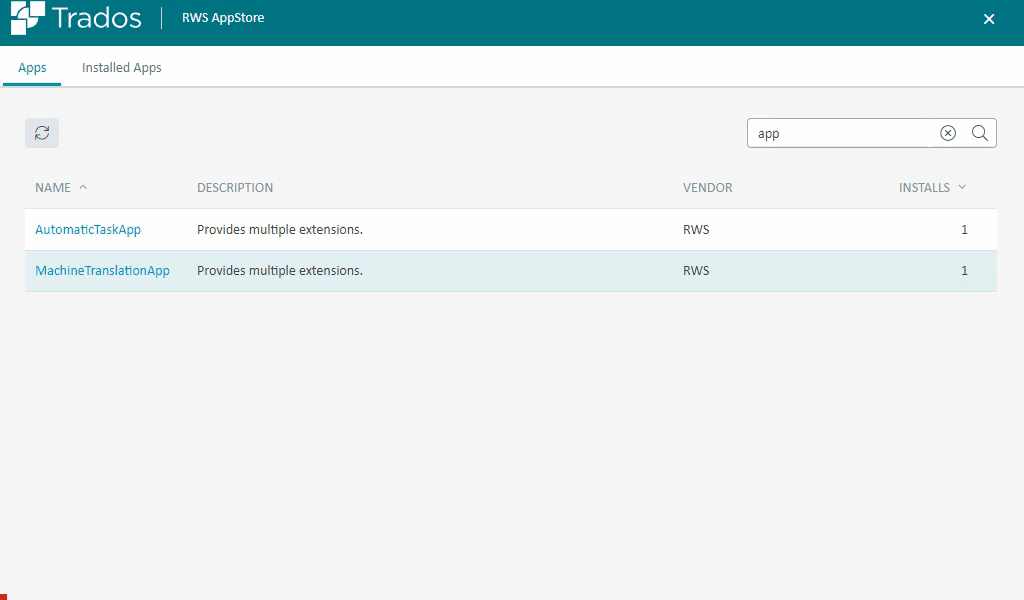 Trados RWS AppStore
Apps Installed Apps
app
NAME DESCRIPTION VENDOR INSTALLS
AutomaticTaskApp Provides multiple extensions. RWS 1
MachineTranslationApp Provides multiple extensions. RWS 1